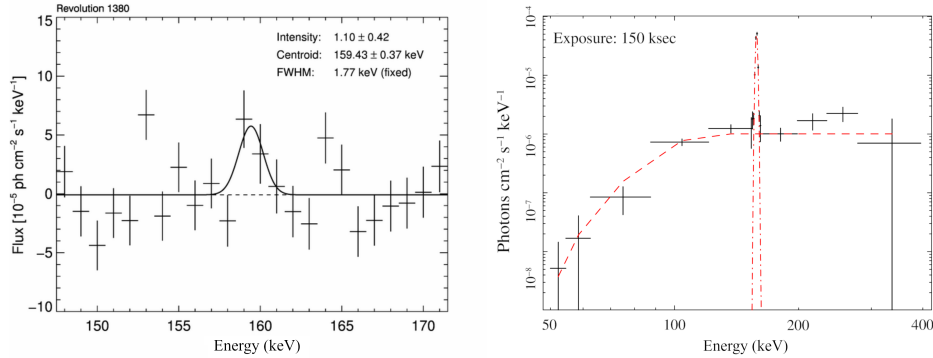 Revolution 1380
15
10
5
0
−5
−10
Flux [10⁻⁵ ph cm⁻² s⁻¹ keV⁻¹]
Intensity: 1.10 ± 0.42
Centroid: 159.43 ± 0.37 keV
FWHM: 1.77 keV (fixed)
150 155 160 165 170
Energy (keV)
Exposure: 150 ksec
10⁻⁴
10⁻⁵
10⁻⁶
10⁻⁷
10⁻⁸
Photons cm⁻² s⁻¹ keV⁻¹
50 100 200 400
Energy (keV)